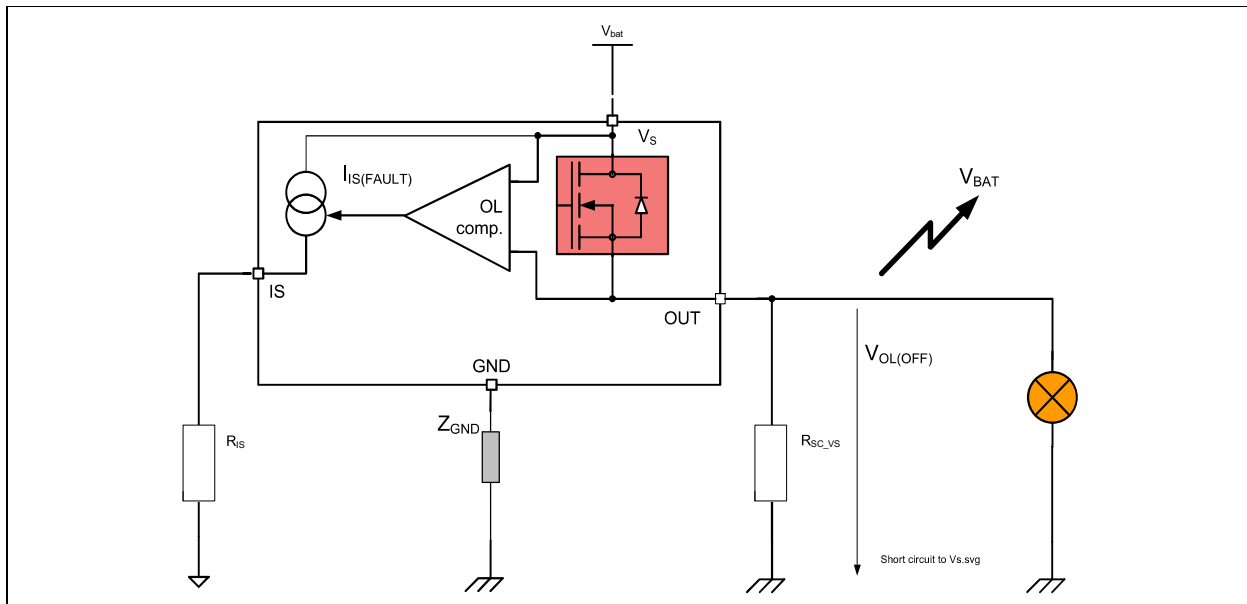 Vbat
VS
IIS(FAULT)
OL
comp.
VBAT
IS
OUT
VOL(OFF)
GND
ZGND
RIS
RSC_VS
Short circuit to Vs.svg